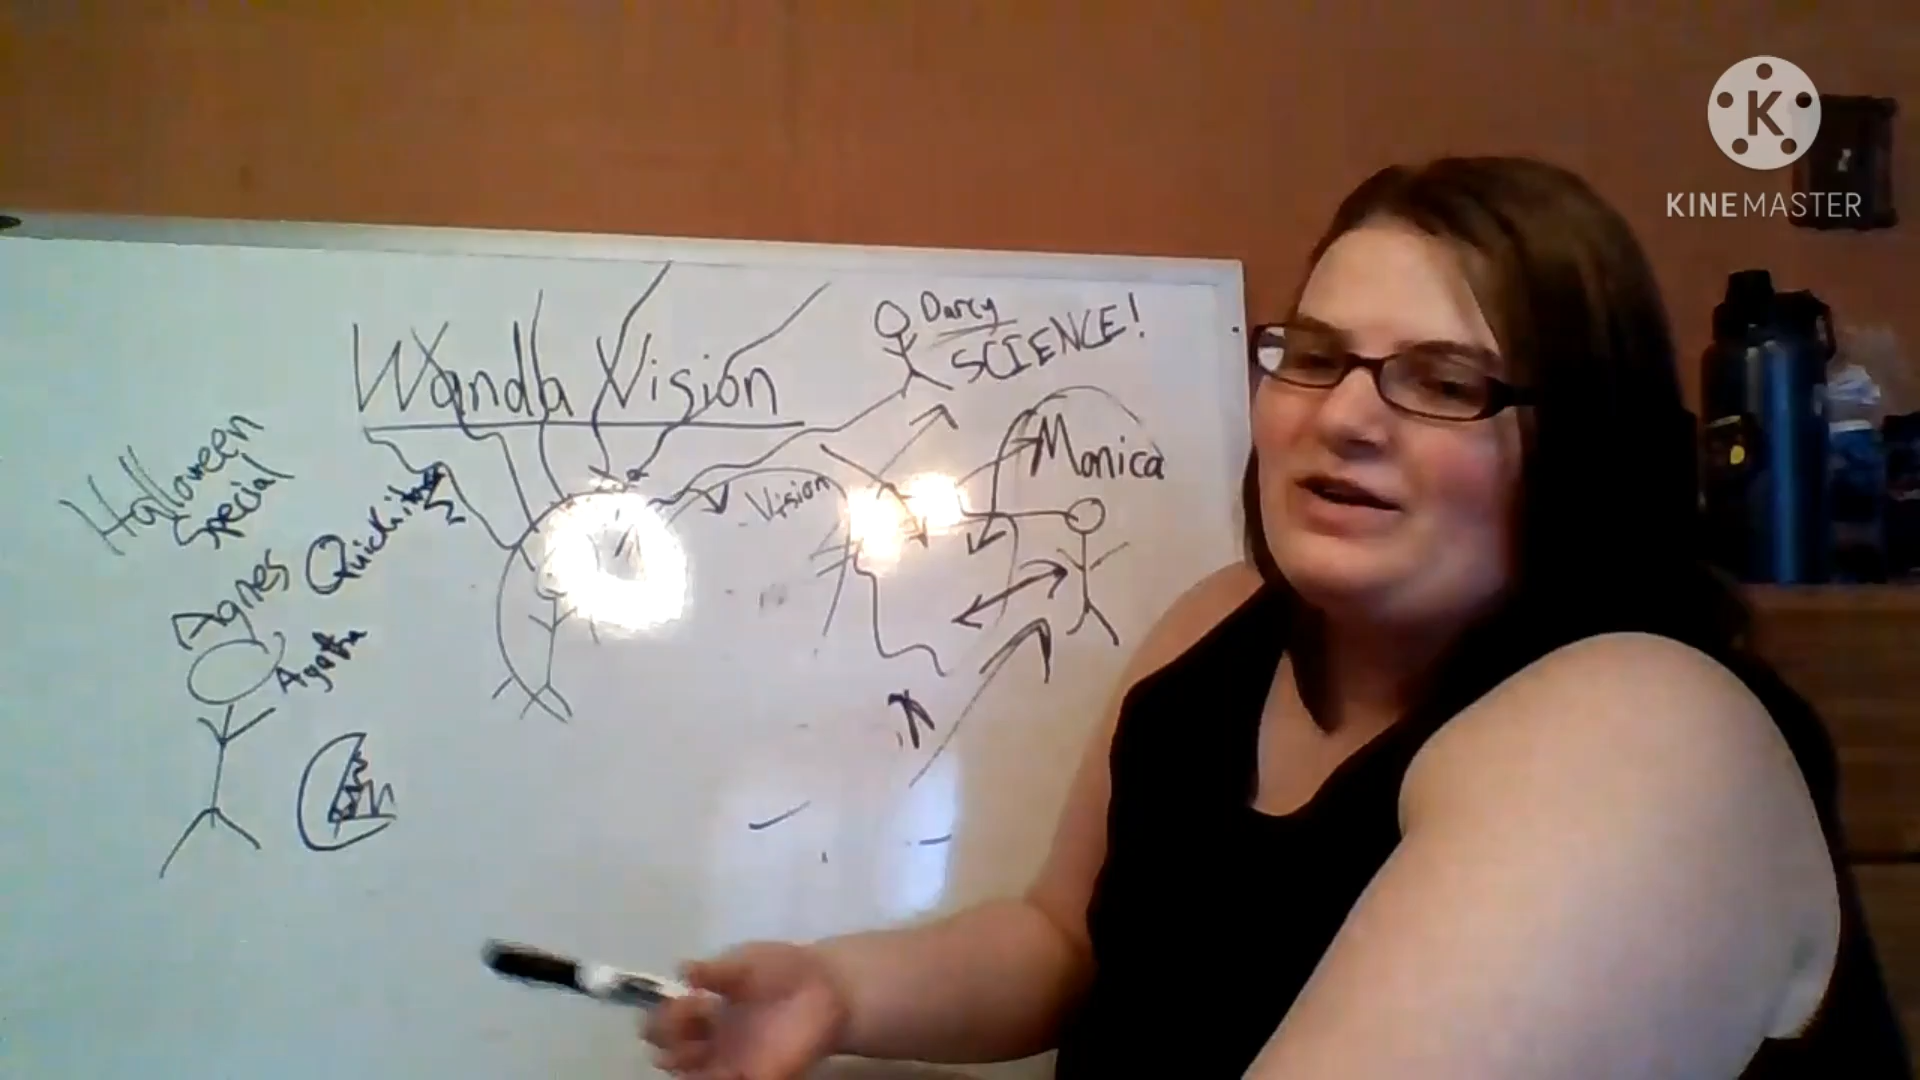 WandaVision
Darcy
SCIENCE!
Monica
Vision
Halloween
Special
Quicksilver
Agnes
Agatha
K
KINEMASTER